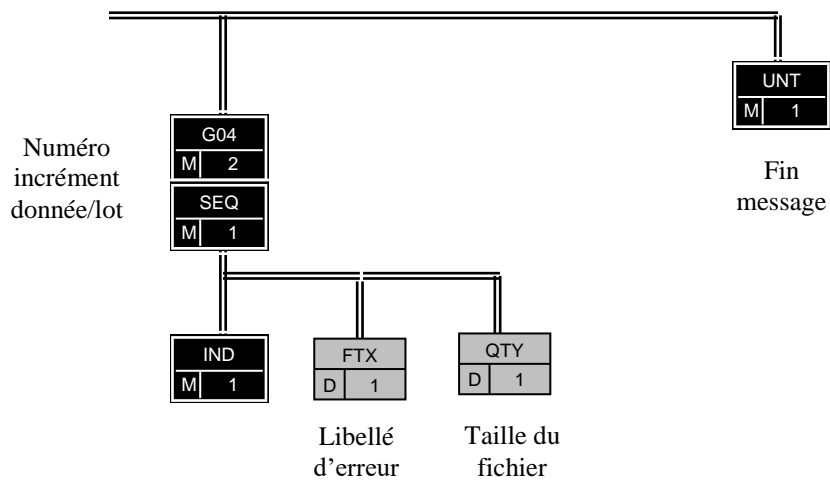 UNT
M 1
G04
M 2
SEQ
M 1
Numéro
incrément
donnée/lot
Fin
message
IND
M 1
FTX
D 1
QTY
D 1
Libellé
d’erreur
Taille du
fichier